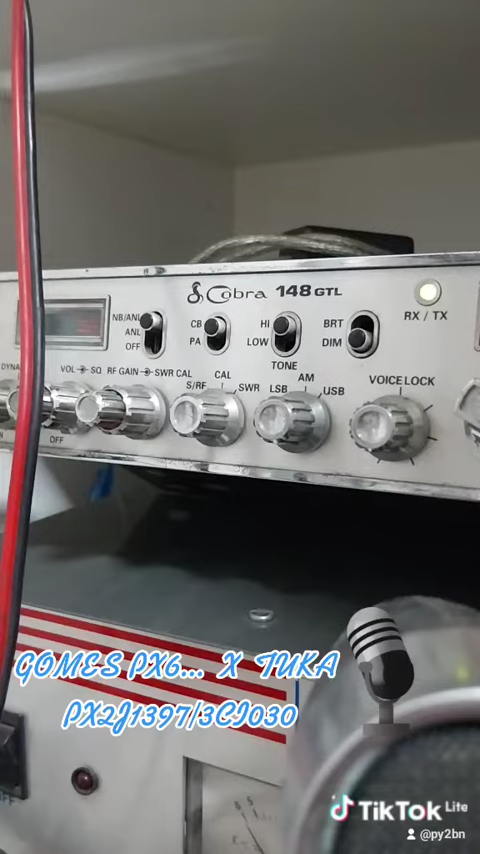 Cobra 148 GTL
RX / TX
NB/ANL
ANL
OFF
CB
PA
HI
LOW
TONE
BRT
DIM
VOL SQ
RF GAIN
SWR CAL
S/RF
CAL
SWR
LSB
AM
USB
VOICE LOCK
OFF
GOMES PX6... X TUKA
PX2J1397/3CI030
TikTok Lite
@py2bn